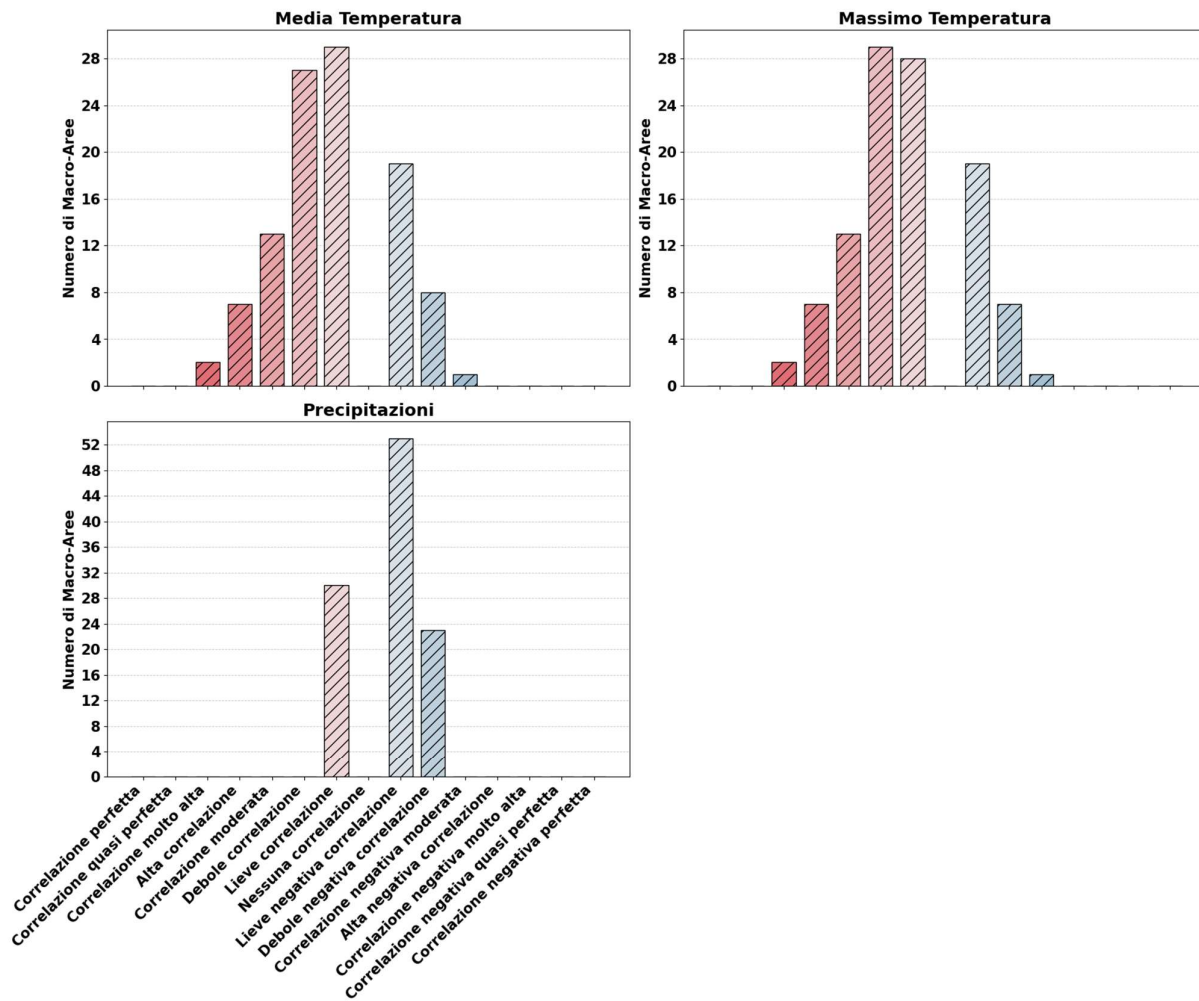 Media Temperatura
Numero di Macro-Aree
28
24
20
16
12
8
4
0
Massimo Temperatura
Numero di Macro-Aree
28
24
20
16
12
8
4
0
Precipitazioni
Numero di Macro-Aree
52
48
44
40
36
32
28
24
20
16
12
8
4
0
Correlazione perfetta
Correlazione quasi perfetta
Correlazione molto alta
Alta correlazione
Correlazione moderata
Debole correlazione
Lieve correlazione
Nessuna correlazione
Lieve negativa correlazione
Debole negativa correlazione
Correlazione negativa moderata
Alta negativa correlazione
Correlazione negativa molto alta
Correlazione negativa quasi perfetta
Correlazione negativa perfetta